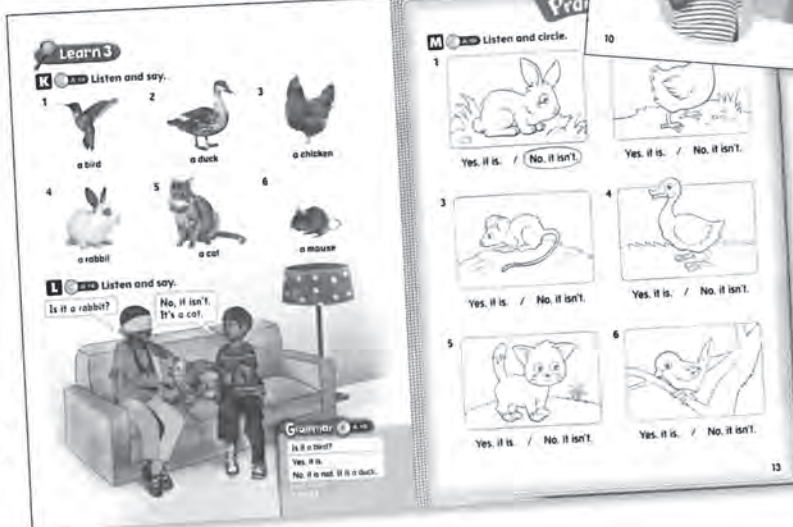 Learn 3
K Listen and say.
1
2
3
a bird
a duck
a chicken
4
5
6
a rabbit
a cat
a mouse
L Listen and say.
Is it a rabbit?
No, it isn't.
It's a cat.
Grammar
Is it a bird?
Yes, it is.
No, it is not. It is a duck.
M Listen and circle.
10
1
Yes, it is. / No, it isn't.
Yes, it is. / No, it isn't.
3
4
Yes, it is. / No, it isn't.
Yes, it is. / No, it isn't.
5
6
Yes, it is. / No, it isn't.
Yes, it is. / No, it isn't.
13